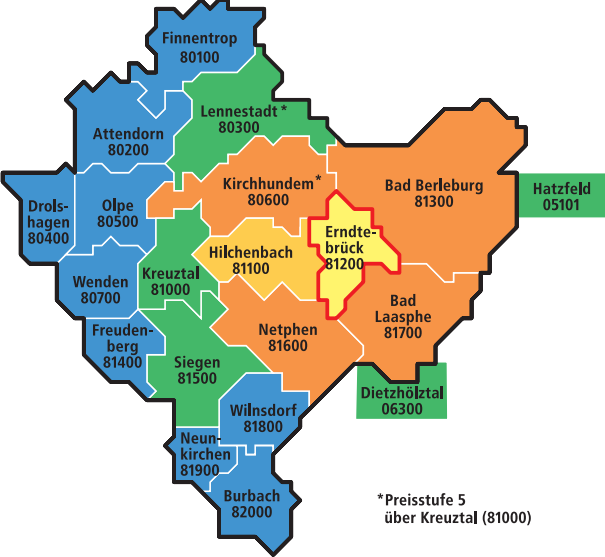 Finnentrop
80100
Lennestadt *
80300
Attendorn
80200
Kirchhundem*
80600
Bad Berleburg
81300
Hatzfeld
05101
Drols-
hagen
80400
Olpe
80500
Erndte-
brück
81200
Hilchenbach
81100
Kreuztal
81000
Wenden
80700
Bad
Laasphe
81700
Freuden-
berg
81400
Netphen
81600
Siegen
81500
Dietzhölztal
06300
Wilnsdorf
81800
Neun-
kirchen
81900
Burbach
82000
*Preisstufe 5
über Kreuztal (81000)